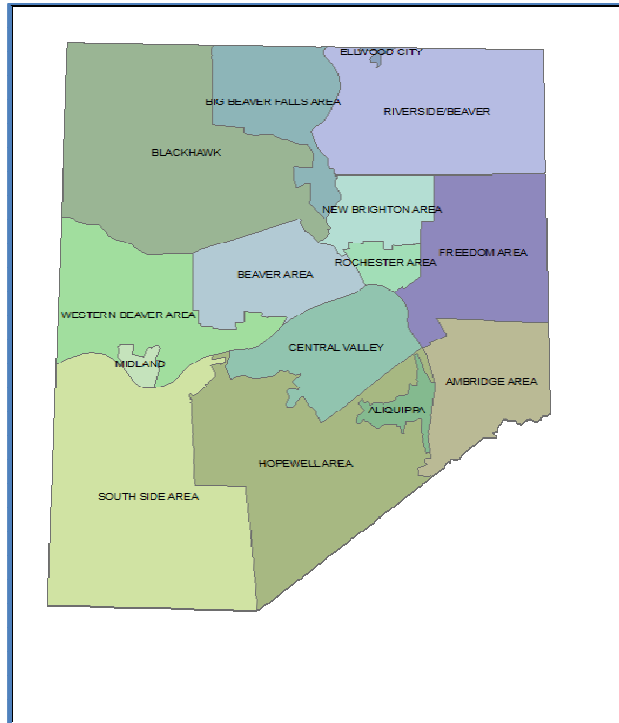 ELLWOOD CITY
BIG BEAVER FALLS AREA
RIVERSIDE/BEAVER
BLACKHAWK
NEW BRIGHTON AREA
FREEDOM AREA
ROCHESTER AREA
BEAVER AREA
WESTERN BEAVER AREA
CENTRAL VALLEY
MIDLAND
AMBRIDGE AREA
ALIQUIPPA
HOPEWELL AREA
SOUTH SIDE AREA